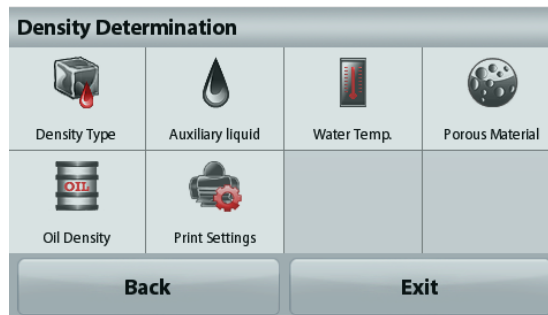 Density Determination
Density Type
Auxiliary liquid
Water Temp.
Porous Material
OIL
Oil Density
Print Settings
Back
Exit